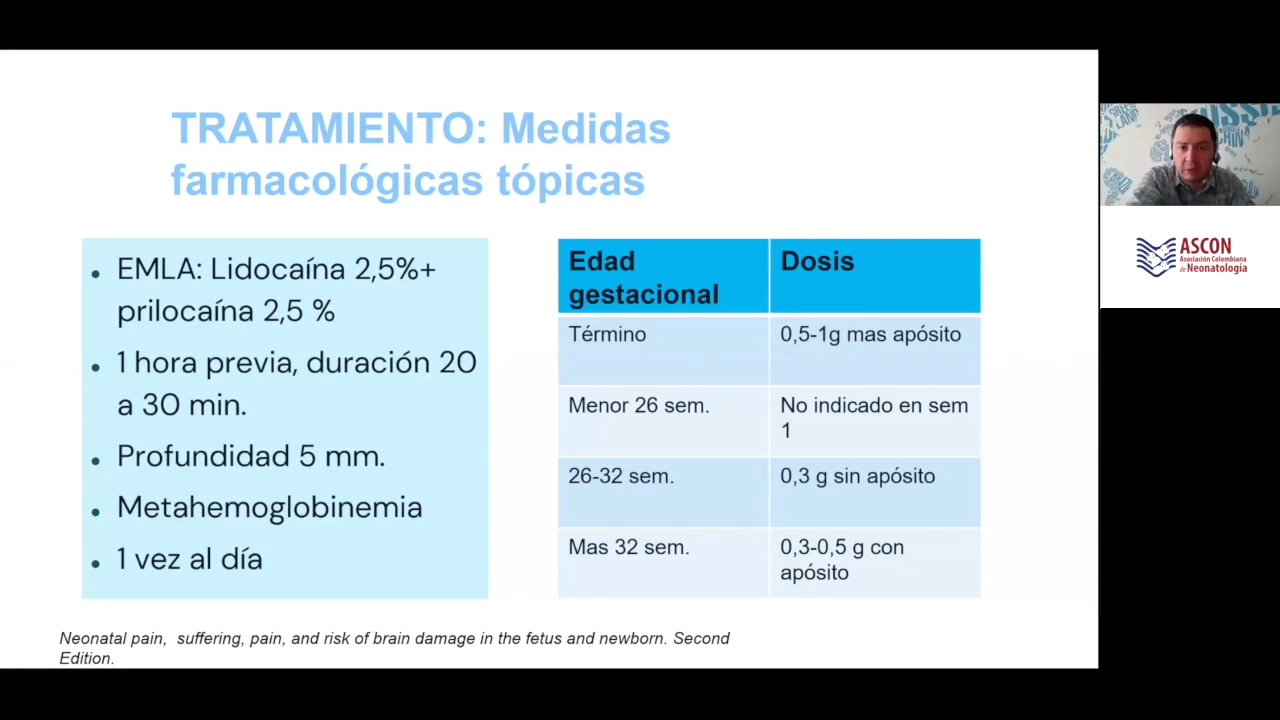 TRATAMIENTO: Medidas
farmacológicas tópicas
EMLA: Lidocaína 2,5%+
prilocaína 2,5 %
1 hora previa, duración 20
a 30 min.
Profundidad 5 mm.
Metahemoglobinemia
1 vez al día
Edad
gestacional
Dosis
Término
0,5-1g mas apósito
Menor 26 sem.
No indicado en sem
1
26-32 sem.
0,3 g sin apósito
Mas 32 sem.
0,3-0,5 g con
apósito
Neonatal pain, suffering, pain, and risk of brain damage in the fetus and newborn. Second
Edition.
ASCON
Asociación Colombiana
de Neonatología